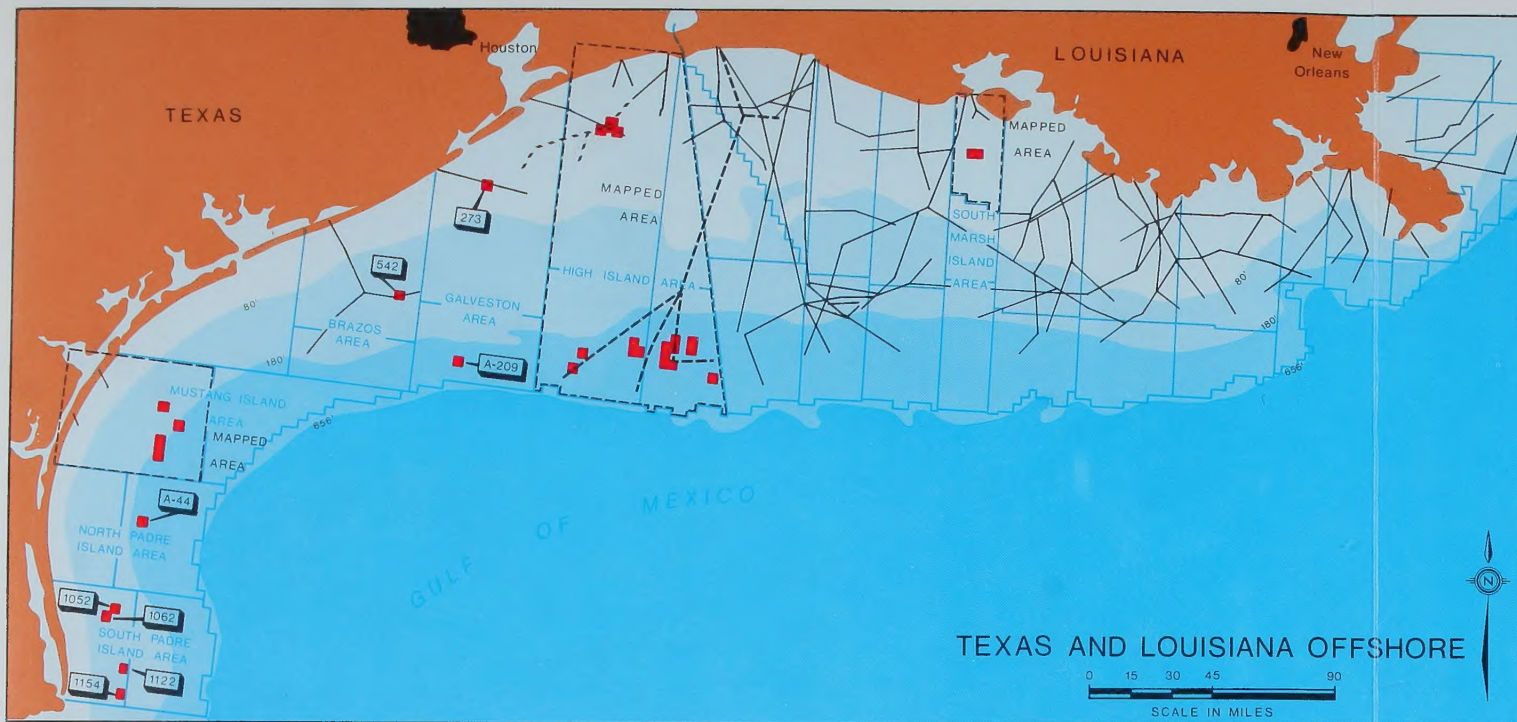 Houston
TEXAS
LOUISIANA
New
Orleans
MAPPED
AREA
MAPPED
AREA
273
SOUTH
MARSH
ISLAND
AREA
542
HIGH ISLAND AREA
GALVESTON
AREA
80'
80'
BRAZOS
AREA
180'
180'
A-209
656'
656'
MUSTANG ISLAND
AREA
MAPPED
AREA
A-44
NORTH PADRE
ISLAND AREA
GULF OF MEXICO
1052
1062
SOUTH PADRE
ISLAND AREA
1122
1154
N
TEXAS AND LOUISIANA OFFSHORE
0 15 30 45 90
SCALE IN MILES